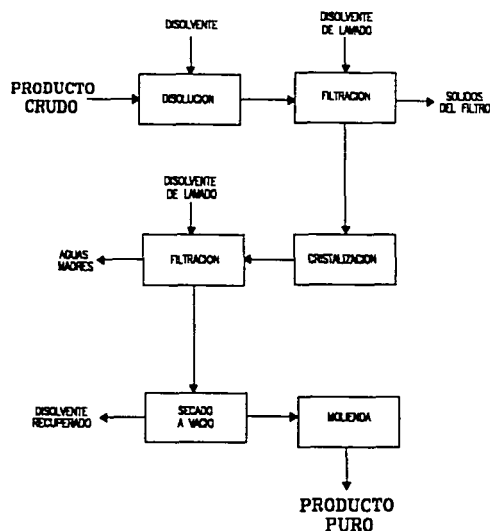 DISOLVENTE
DISOLVENTE
DE LAVADO
PRODUCTO
CRUDO
DISOLUCION
FILTRACION
SOLIDOS
DEL FILTRO
DISOLVENTE
DE LAVADO
AGUAS
MADRES
FILTRACION
CRISTALIZACION
DISOLVENTE
RECUPERADO
SECADO
A VACIO
MOLIENDA
PRODUCTO
PURO